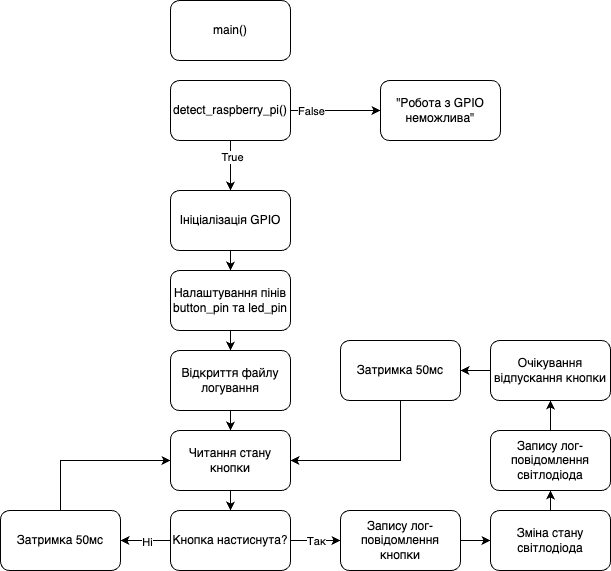 main()
detect_raspberry_pi()
False
"Робота з GPIO
неможлива"
True
Ініціалізація GPIO
Налаштування пінів
button_pin та led_pin
Відкриття файлу
логування
Затримка 50мс
Очікування
відпускання кнопки
Читання стану
кнопки
Запису лог-
повідомлення
світлодіода
Затримка 50мс
Ні
Кнопка настиснута?
Так
Запису лог-
повідомлення
кнопки
Зміна стану
світлодіода